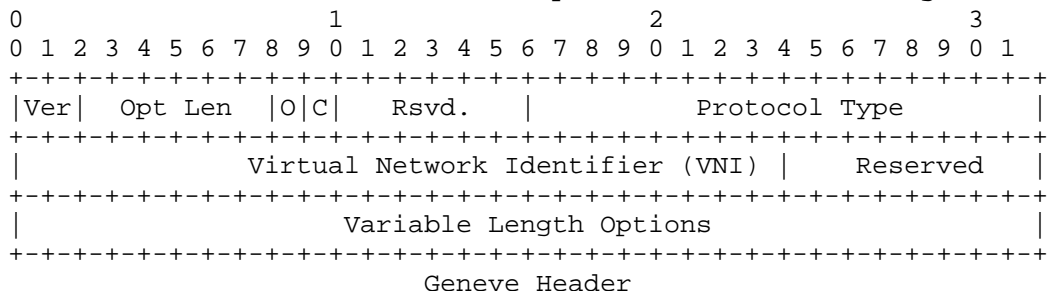 0                   1                   2                   3
0 1 2 3 4 5 6 7 8 9 0 1 2 3 4 5 6 7 8 9 0 1 2 3 4 5 6 7 8 9 0 1
+-+-+-+-+-+-+-+-+-+-+-+-+-+-+-+-+-+-+-+-+-+-+-+-+-+-+-+-+-+-+-+-+
|Ver|  Opt Len  |O|C|    Rsvd.  |          Protocol Type        |
+-+-+-+-+-+-+-+-+-+-+-+-+-+-+-+-+-+-+-+-+-+-+-+-+-+-+-+-+-+-+-+-+
|        Virtual Network Identifier (VNI)       |    Reserved   |
+-+-+-+-+-+-+-+-+-+-+-+-+-+-+-+-+-+-+-+-+-+-+-+-+-+-+-+-+-+-+-+-+
|                    Variable Length Options                    |
+-+-+-+-+-+-+-+-+-+-+-+-+-+-+-+-+-+-+-+-+-+-+-+-+-+-+-+-+-+-+-+-+
Geneve Header